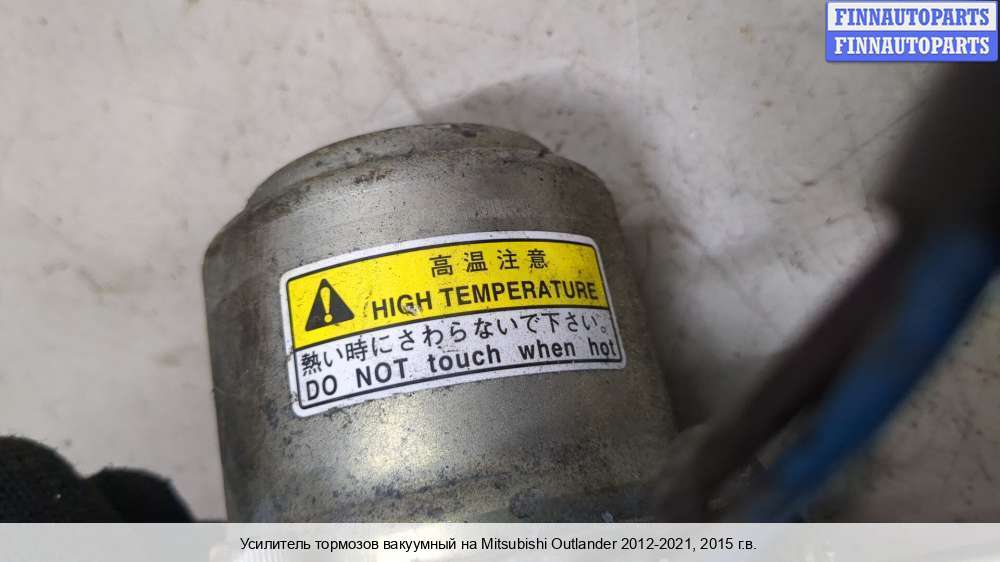 FINNAUTOPARTS
FINNAUTOPARTS
高温注意
HIGH TEMPERATURE
熱い時にさわらないで下さい。
DO NOT touch when hot
Усилитель тормозов вакуумный на Mitsubishi Outlander 2012-2021, 2015 г.в.